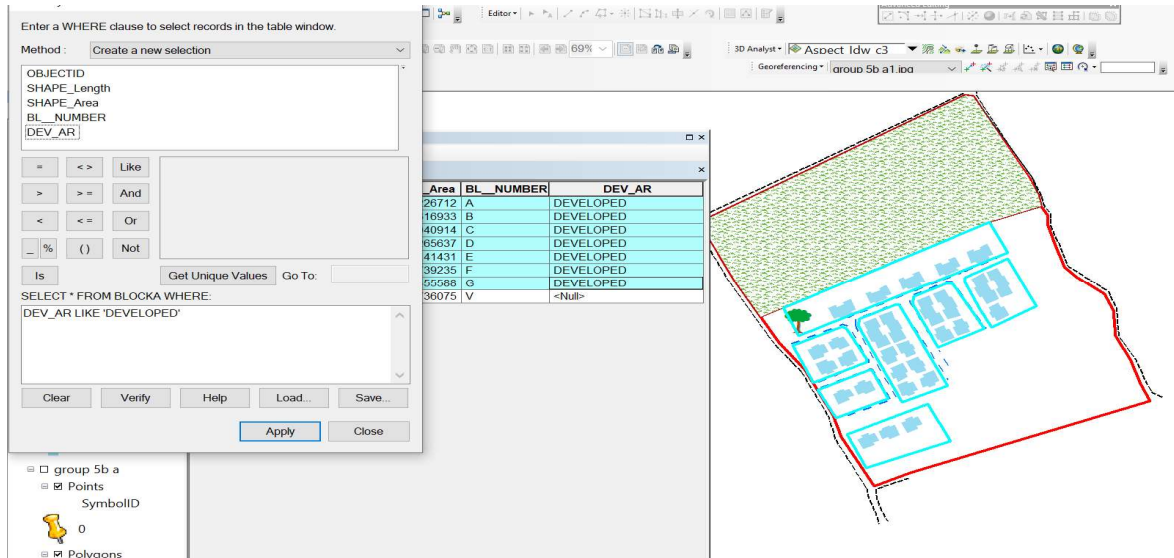 Enter a WHERE clause to select records in the table window.
Method : Create a new selection
OBJECTID
SHAPE_Length
SHAPE_Area
BL__NUMBER
DEV_AR
= < > Like
> > = And
< < = Or
_ % ( ) Not
Is Get Unique Values Go To:
SELECT * FROM BLOCKA WHERE:
DEV_AR LIKE 'DEVELOPED'
Clear Verify Help Load... Save...
Apply Close
group 5b a
Points
SymbolID
0
Polygons
Editor
69%
3D Analyst Aspect Idw c3
Georeferencing group 5b a1.jpg
_Area BL__NUMBER DEV_AR
26712 A DEVELOPED
16933 B DEVELOPED
40914 C DEVELOPED
65637 D DEVELOPED
41431 E DEVELOPED
39235 F DEVELOPED
55588 G DEVELOPED
36075 V <Null>